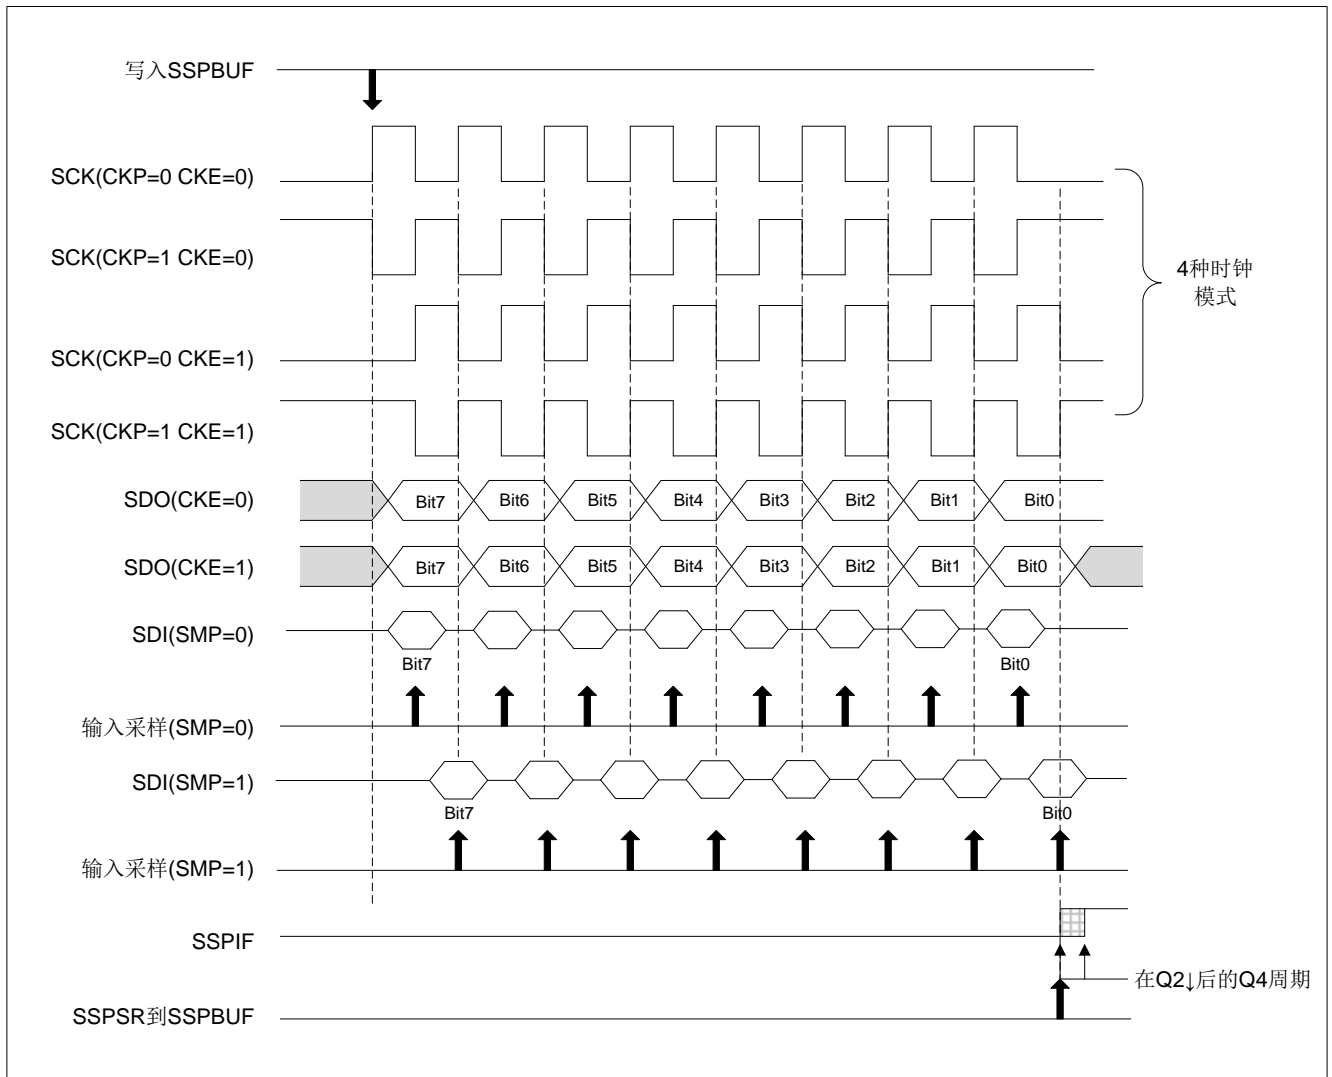 写入SSPBUF
SCK(CKP=0 CKE=0)
SCK(CKP=1 CKE=0)
4种时钟
模式
SCK(CKP=0 CKE=1)
SCK(CKP=1 CKE=1)
SDO(CKE=0)
Bit7 Bit6 Bit5 Bit4 Bit3 Bit2 Bit1 Bit0
SDO(CKE=1)
Bit7 Bit6 Bit5 Bit4 Bit3 Bit2 Bit1 Bit0
SDI(SMP=0)
Bit7 Bit0
输入采样(SMP=0)
SDI(SMP=1)
Bit7 Bit0
输入采样(SMP=1)
SSPIF
在Q2↓后的Q4周期
SSPSR到SSPBUF